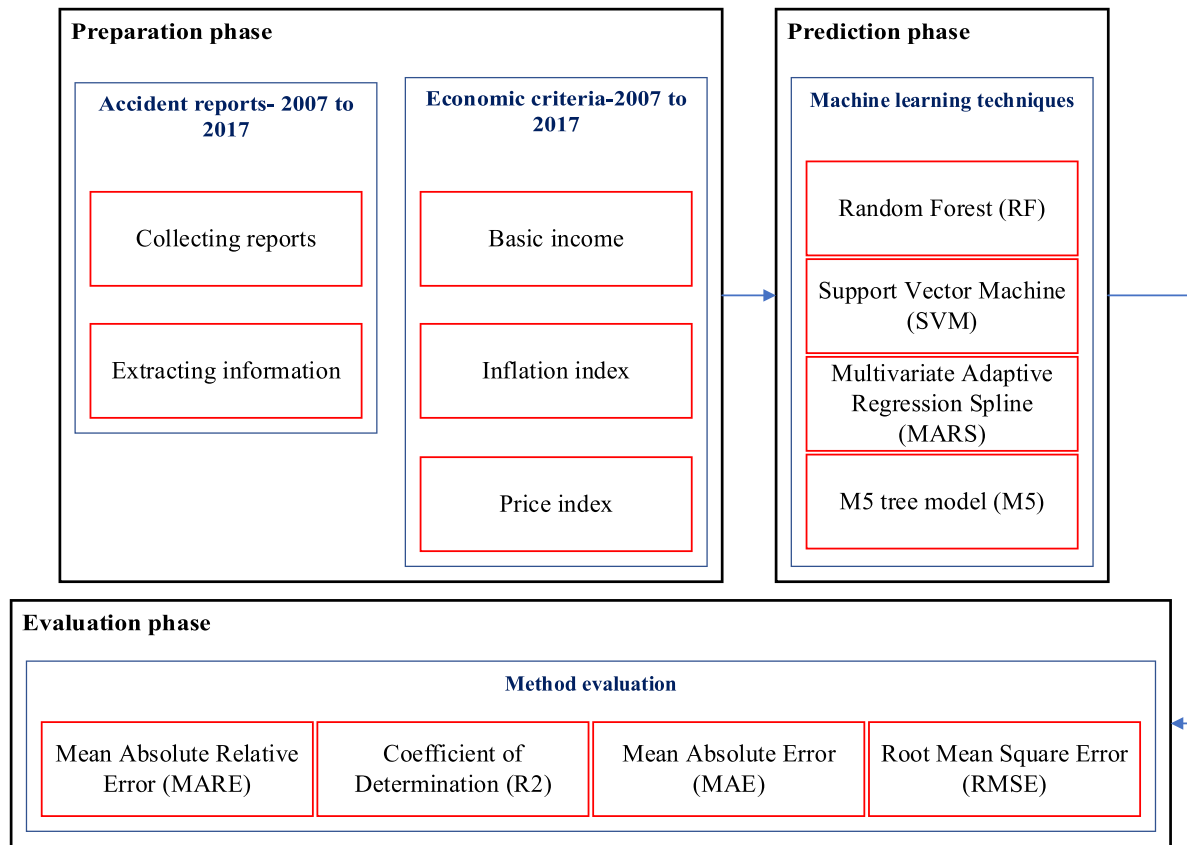 Preparation phase
Accident reports- 2007 to
2017
Collecting reports
Extracting information
Economic criteria-2007 to
2017
Basic income
Inflation index
Price index
Prediction phase
Machine learning techniques
Random Forest (RF)
Support Vector Machine
(SVM)
Multivariate Adaptive
Regression Spline
(MARS)
M5 tree model (M5)
Evaluation phase
Method evaluation
Mean Absolute Relative
Error (MARE)
Coefficient of
Determination (R2)
Mean Absolute Error
(MAE)
Root Mean Square Error
(RMSE)